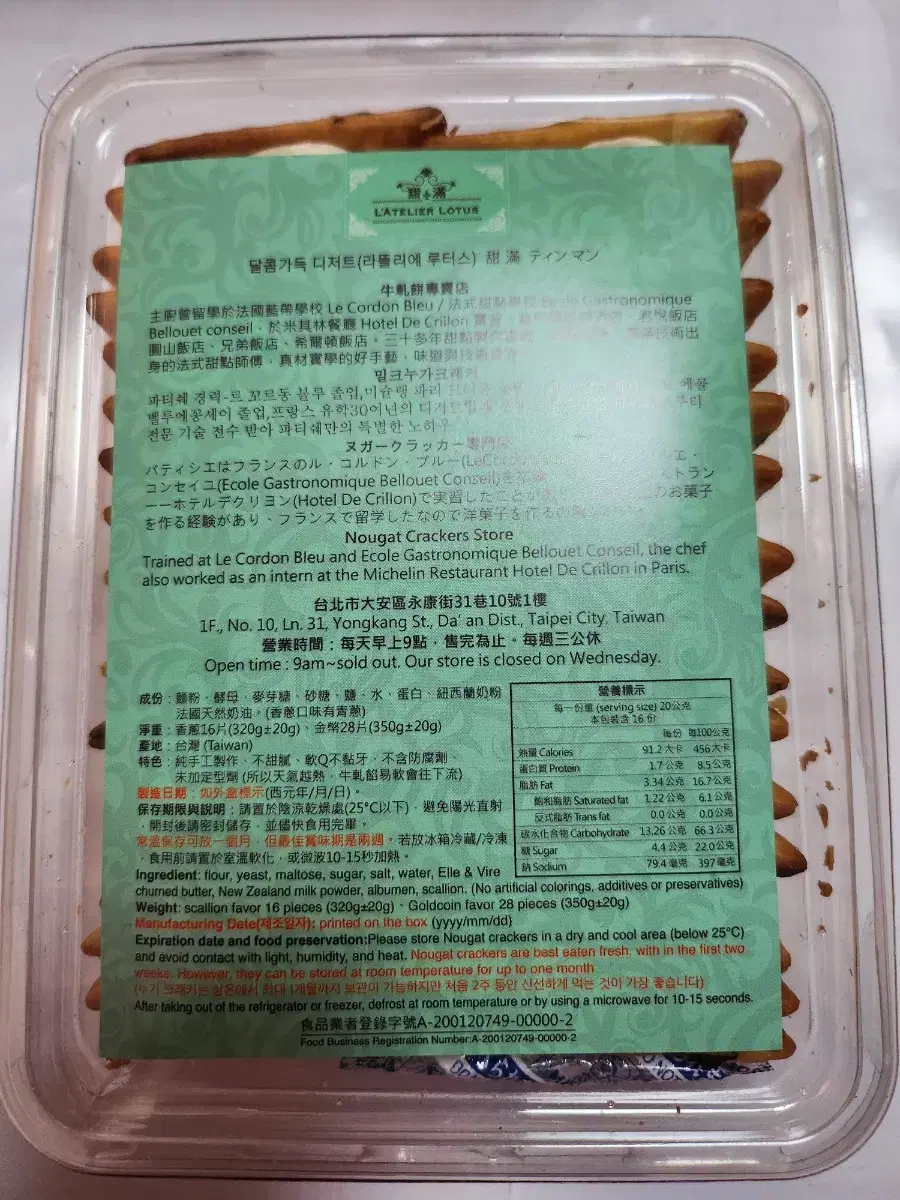 甜滿
L'ATELIER LOTUS
달콤가득 디저트(라뜰리에 루터스) 甜 滿 ティンマン
牛軋餅專賣店
主廚曾留學於法國藍帶學校 Le Cordon Bleu / 法式甜點學校 Ecole Gastronomique
Bellouet conseil，於米其林餐廳 Hotel De Crillon 實習 君悅飯店
圓山飯店、兄弟飯店、希爾頓飯店，三十多年甜點 技術出
身的法式甜點師傅，真材實學的好手藝、味道與技術
밀크누가크래커
파티쉐 경력-르 꼬르동 블루 졸업,미슐랭 파리 에꼴
벨루에꽁세이 졸업,프랑스 유학30여년의 디저트
전문 기술 전수 받아 파티쉐만의 특별한 노하우
ヌガークラッカー専門店
パティシエはフランスのル・コルドン・ブルー(LeCordon エ・
コンセイユ(Ecole Gastronomique Bellouet Conseil)を卒業 トラン
ーーホテルデクリヨン(Hotel De Crillon)で実習したことが のお菓子
を作る経験があり、フランスで留学したなので洋菓子を作るの
Nougat Crackers Store
Trained at Le Cordon Bleu and Ecole Gastronomique Bellouet Conseil, the chef
also worked as an intern at the Michelin Restaurant Hotel De Crillon in Paris.
台北市大安區永康街31巷10號1樓
1F., No. 10, Ln. 31, Yongkang St., Da' an Dist., Taipei City, Taiwan
營業時間：每天早上9點，售完為止。每週三公休
Open time : 9am~sold out. Our store is closed on Wednesday.
成份：麵粉、酵母、麥芽糖、砂糖、鹽、水、蛋白、紐西蘭奶粉
法國天然奶油。(香蔥口味有青蔥)
淨重：香蔥16片(320g±20g)、金幣28片(350g±20g)
產地：台灣 (Taiwan)
特色：純手工製作，不甜膩，軟Q不黏牙，不含防腐劑、
未加定型劑 (所以天氣越熱，牛軋餡易軟會往下流)
製造日期：如外盒標示(西元年/月/日)。
保存期限與說明：請置於陰涼乾燥處(25°C以下)，避免陽光直射
，開封後請密封儲存，並儘快食用完畢。
常溫保存可放一個月，但最佳賞味期是兩週。若放冰箱冷藏/冷凍
，食用前請置於室溫軟化，或微波10-15秒加熱。
營養標示
每一份量 (serving size) 20公克
本包裝含 16 份
每份 每100公克
熱量 Calories 91.2 大卡 456大卡
蛋白質 Protein 1.7 公克 8.5公克
脂肪 Fat 3.34 公克 16.7公克
飽和脂肪 Saturated fat 1.22 公克 6.1 公克
反式脂肪 Trans fat 0.0 公克 0.0公克
碳水化合物 Carbohydrate 13.26 公克 66.3公克
糖 Sugar 4.4 公克 22.0公克
鈉 Sodium 79.4 毫克 397 毫克
Ingredient: flour, yeast, maltose, sugar, salt, water, Elle & Vire
churned butter, New Zealand milk powder, albumen, scallion. (No artificial colorings, additives or preservatives)
Weight: scallion favor 16 pieces (320g±20g)、Goldcoin favor 28 pieces (350g±20g)
Manufacturing Date(제조일자): printed on the box (yyyy/mm/dd)
Expiration date and food preservation:Please store Nougat crackers in a dry and cool area (below 25°C)
and avoid contact with light, humidity, and heat. Nougat crackers are best eaten fresh, with in the first two
weeks. However, they can be stored at room temperature for up to one month
(누가 크래커는 상온에서 최대 1개월까지 보관이 가능하지만 처음 2주 동안 신선하게 먹는 것이 가장 좋습니다)
After taking out of the refrigerator or freezer, defrost at room temperature or by using a microwave for 10-15 seconds.
食品業者登錄字號A-200120749-00000-2
Food Business Registration Number:A-200120749-00000-2